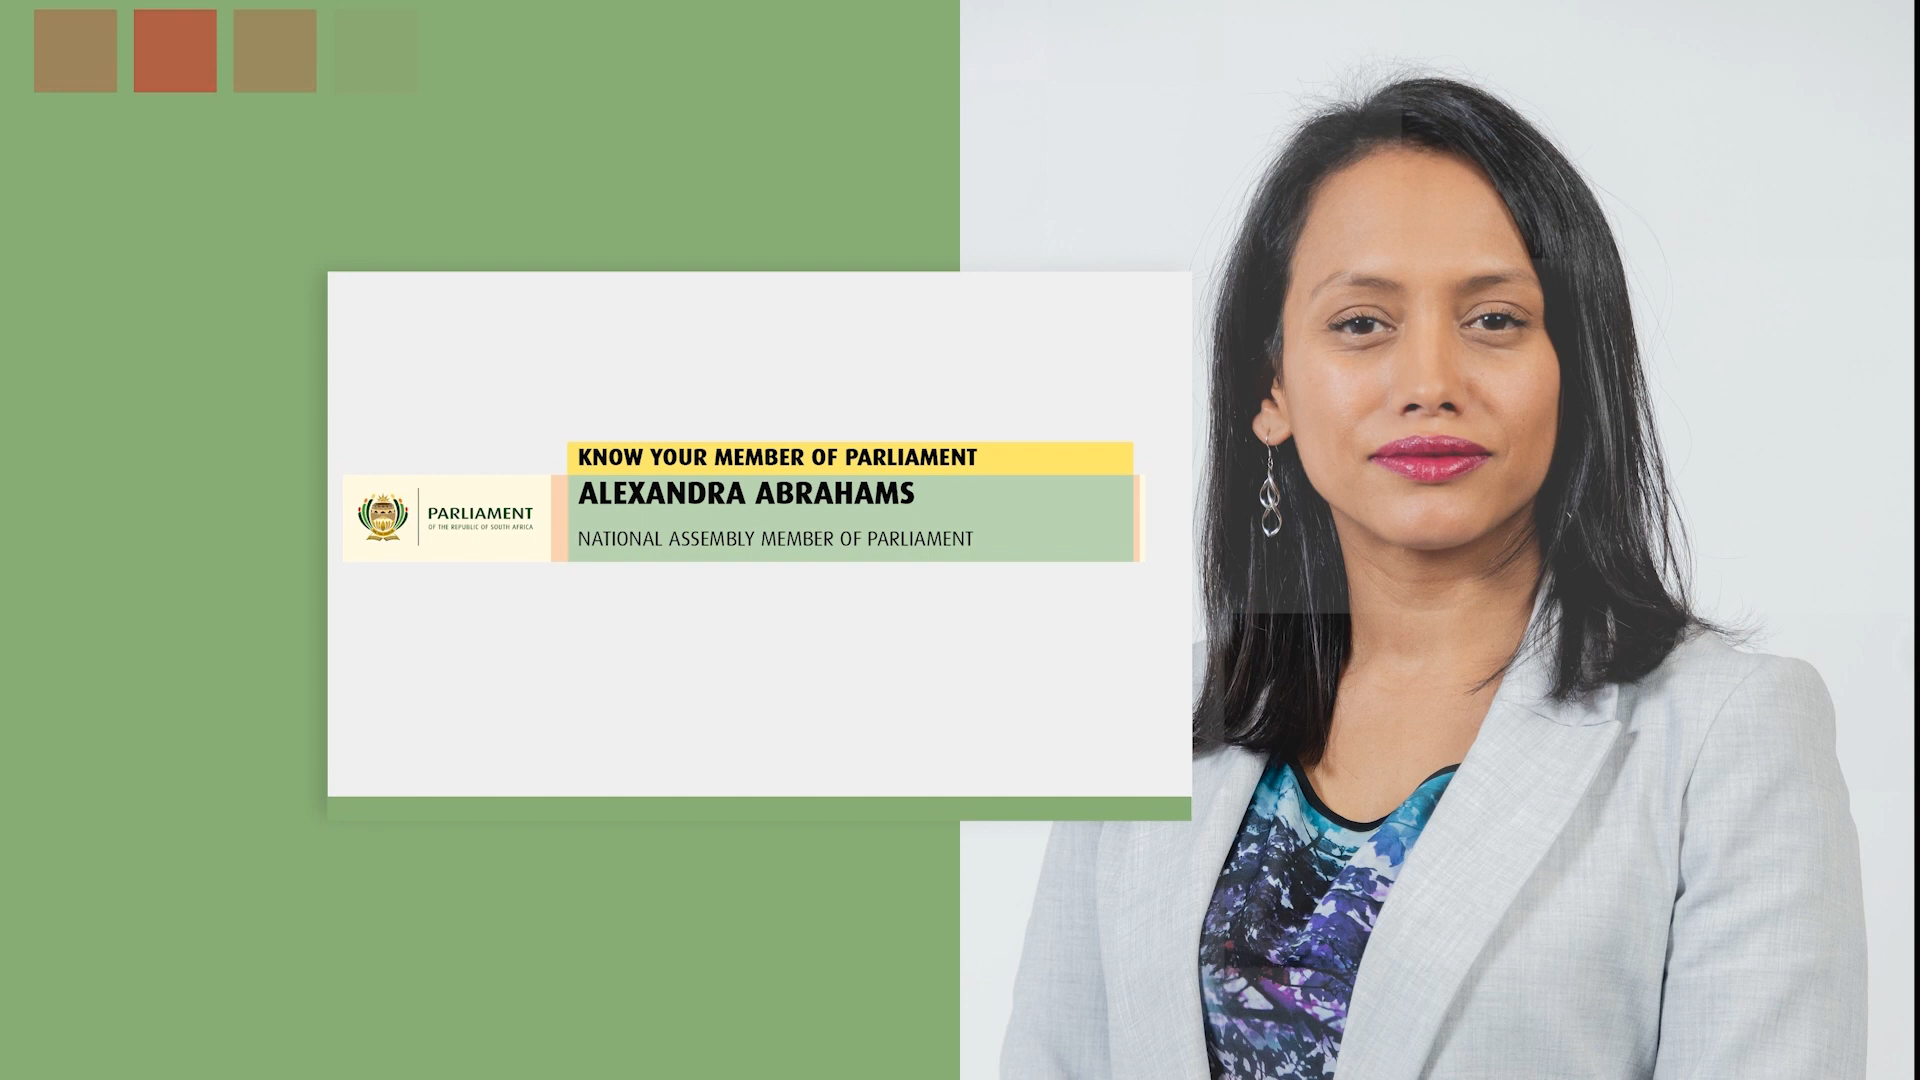 KNOW YOUR MEMBER OF PARLIAMENT
ALEXANDRA ABRAHAMS
NATIONAL ASSEMBLY MEMBER OF PARLIAMENT
PARLIAMENT
OF THE REPUBLIC OF SOUTH AFRICA